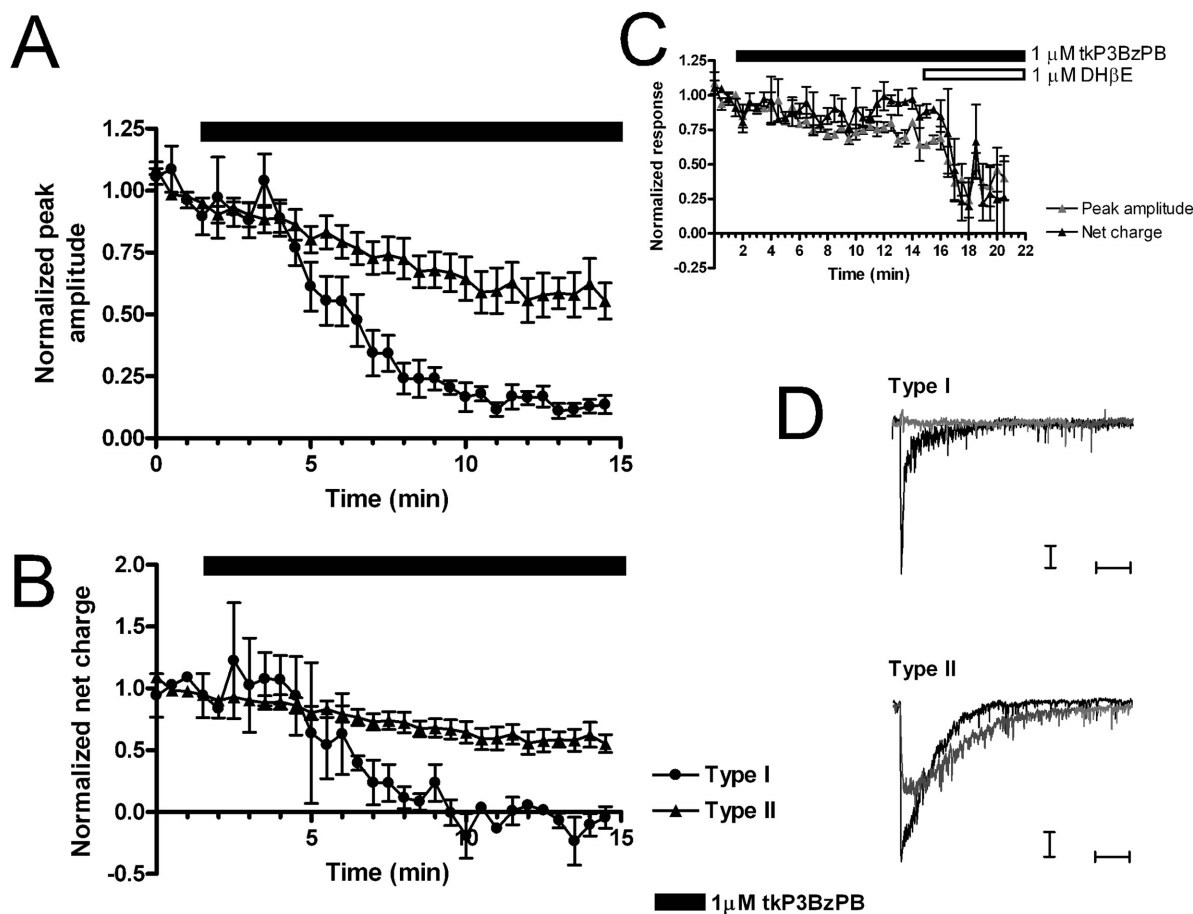 A
1.25
1.00
0.75
0.50
0.25
0.00
Normalized peak
amplitude
0
5
10
15
Time (min)
B
2.0
1.5
1.0
0.5
0.0
-0.5
Normalized net charge
5
10
15
Time (min)
Type I
Type II
1μM tkP3BzPB
C
1 μM tkP3BzPB
1 μM DHβE
1.25
1.00
0.75
0.50
0.25
0.00
-0.25
Normalized response
2 4 6 8 10 12 14 16 18 20 22
Time (min)
Peak amplitude
Net charge
D
Type I
Type II